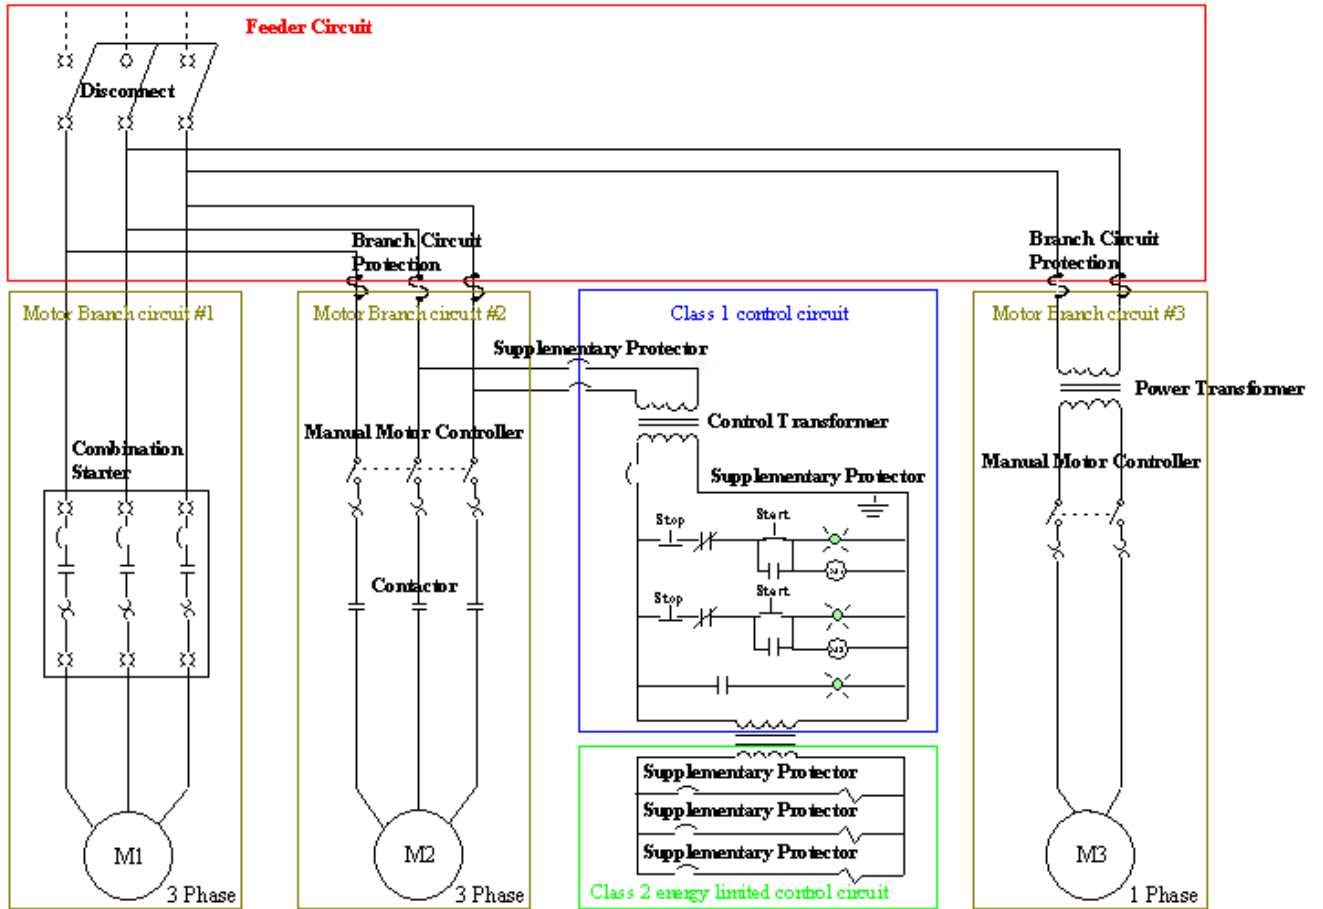 Feeder Circuit
Disconnect
Branch Circuit
Protection
Branch Circuit
Protection
Motor Branch circuit #1
Motor Branch circuit #2
Class 1 control circuit
Motor Branch circuit #3
Supplementary Protector
Power Transformer
Control Transformer
Manual Motor Controller
Combination
Starter
Manual Motor Controller
Supplementary Protector
Stop
Start
Contactor
Stop
Start
Supplementary Protector
Supplementary Protector
Supplementary Protector
M1
M2
M3
3 Phase
3 Phase
Class 2 energy limited control circuit
1 Phase